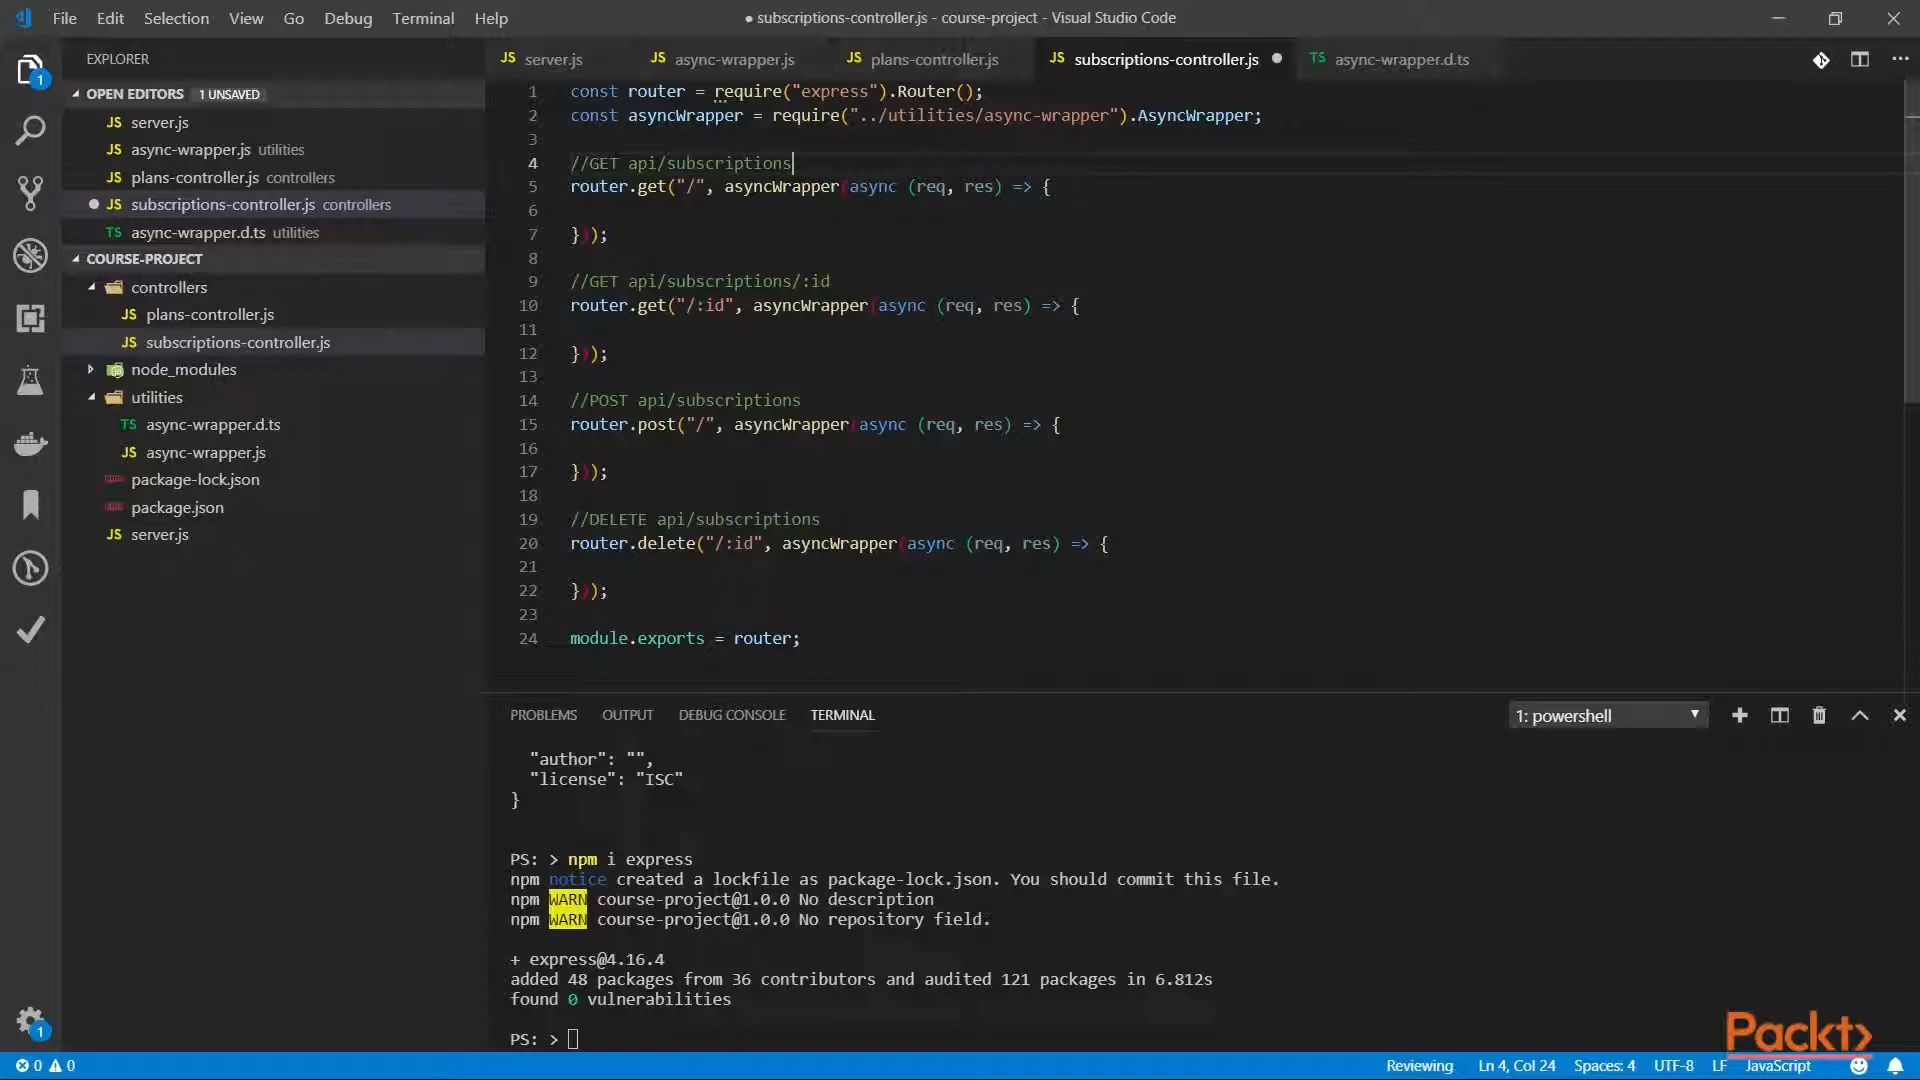 File Edit Selection View Go Debug Terminal Help
● subscriptions-controller.js - course-project - Visual Studio Code
EXPLORER
OPEN EDITORS 1 UNSAVED
JS server.js
JS async-wrapper.js utilities
JS plans-controller.js controllers
● JS subscriptions-controller.js controllers
TS async-wrapper.d.ts utilities
COURSE-PROJECT
controllers
JS plans-controller.js
JS subscriptions-controller.js
node_modules
utilities
TS async-wrapper.d.ts
JS async-wrapper.js
package-lock.json
package.json
JS server.js
1
1
JS server.js JS async-wrapper.js JS plans-controller.js JS subscriptions-controller.js ● TS async-wrapper.d.ts
1 const router = require("express").Router();
2 const asyncWrapper = require("../utilities/async-wrapper").AsyncWrapper;
3
4 //GET api/subscriptions
5 router.get("/", asyncWrapper(async (req, res) => {
6
7 }));
8
9 //GET api/subscriptions/:id
10 router.get("/:id", asyncWrapper(async (req, res) => {
11
12 }));
13
14 //POST api/subscriptions
15 router.post("/", asyncWrapper(async (req, res) => {
16
17 }));
18
19 //DELETE api/subscriptions
20 router.delete("/:id", asyncWrapper(async (req, res) => {
21
22 }));
23
24 module.exports = router;
PROBLEMS OUTPUT DEBUG CONSOLE TERMINAL
1: powershell
"author": "",
"license": "ISC"
}
PS: > npm i express
npm notice created a lockfile as package-lock.json. You should commit this file.
npm WARN course-project@1.0.0 No description
npm WARN course-project@1.0.0 No repository field.
+ express@4.16.4
added 48 packages from 36 contributors and audited 121 packages in 6.812s
found 0 vulnerabilities
PS: >
Packt>
0 0
Reviewing Ln 4, Col 24 Spaces: 4 UTF-8 LF JavaScript